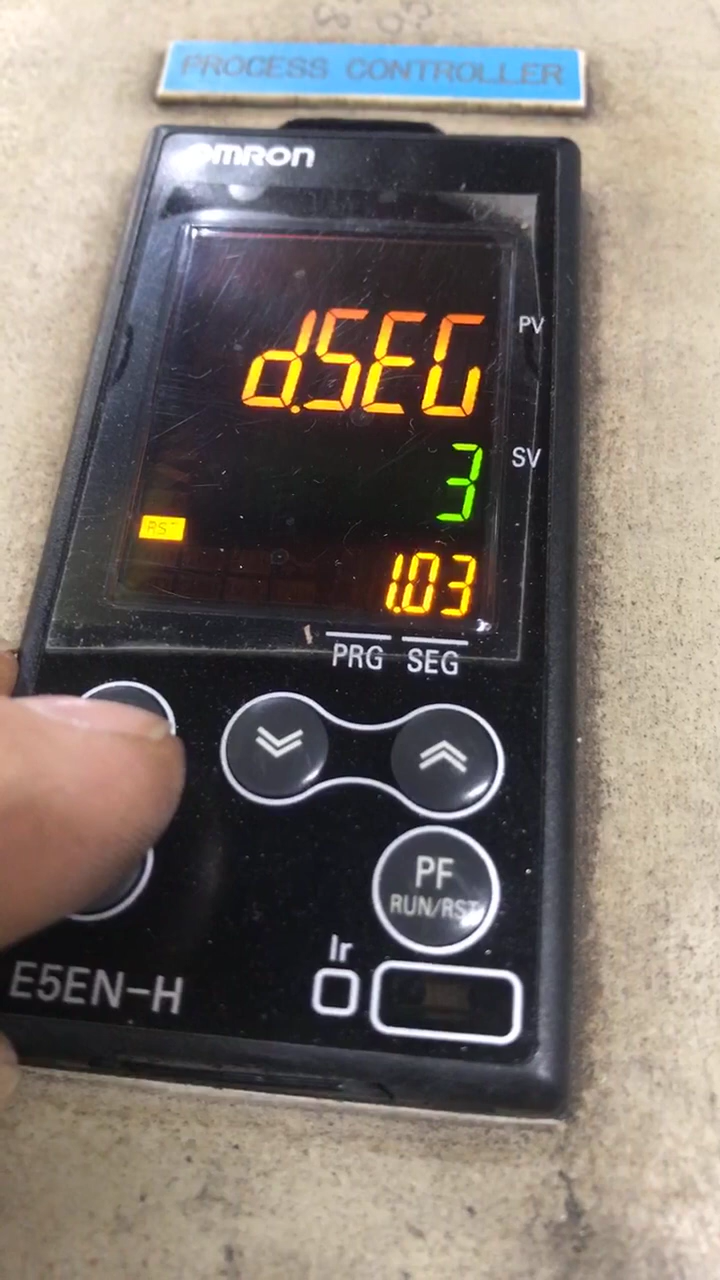 PROCESS CONTROLLER
OMRON
d.SEG
PV
3
SV
RST
1.03
PRG SEG
PF
RUN/RST
Ir
E5EN-H